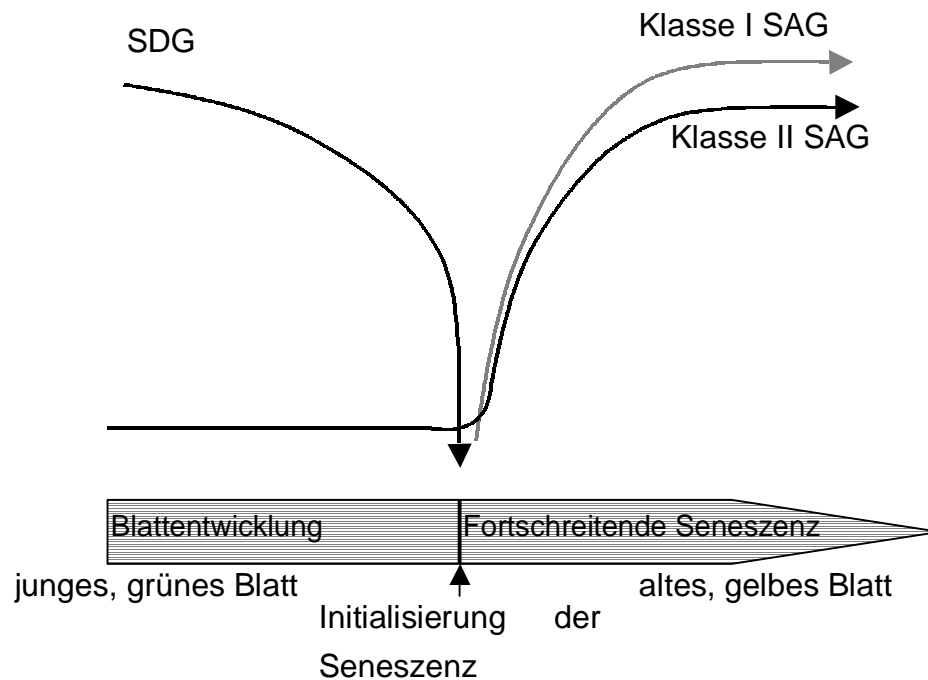 Klasse I SAG
SDG
Klasse II SAG
Blattentwicklung
Fortschreitende Seneszenz
junges, grünes Blatt
altes, gelbes Blatt
Initialisierung der
Seneszenz